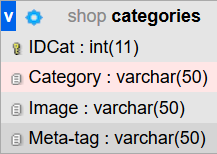 v shop categories
IDCat : int(11)
Category : varchar(50)
Image : varchar(50)
Meta-tag : varchar(50)